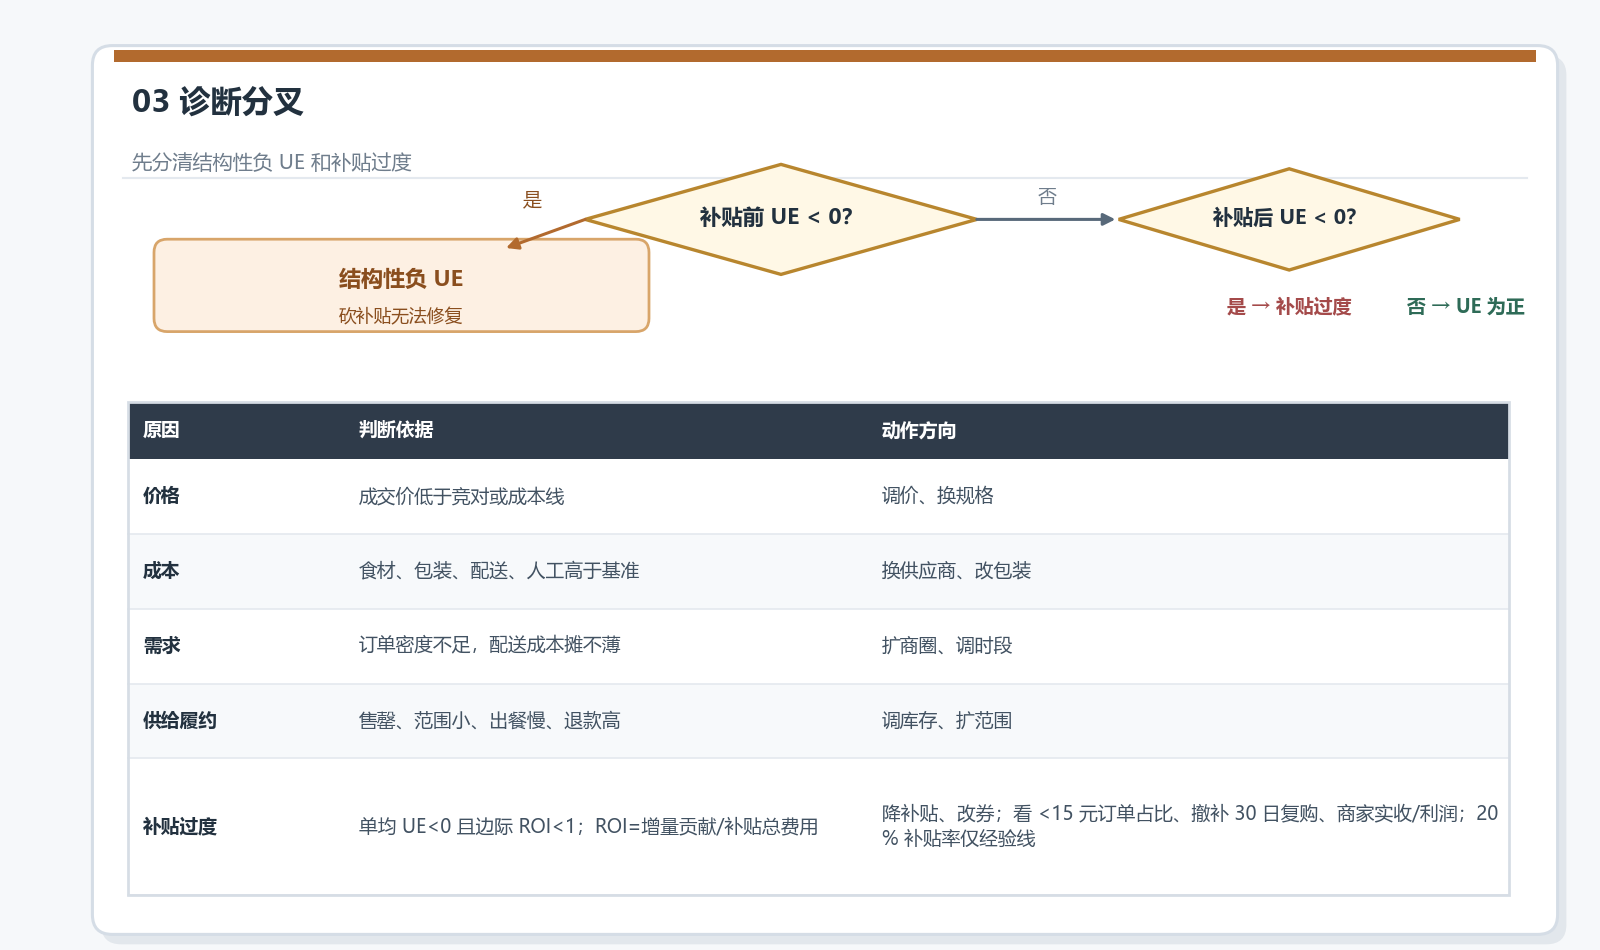 03 诊断分叉
先分清结构性负 UE 和补贴过度
是
补贴前 UE < 0?
否
补贴后 UE < 0?
结构性负 UE
砍补贴无法修复
是 → 补贴过度
否 → UE 为正
原因 判断依据 动作方向
价格 成交价低于竞对或成本线 调价、换规格
成本 食材、包装、配送、人工高于基准 换供应商、改包装
需求 订单密度不足，配送成本摊不薄 扩商圈、调时段
供给履约 售罄、范围小、出餐慢、退款高 调库存、扩范围
补贴过度 单均 UE<0 且边际 ROI<1；ROI=增量贡献/补贴总费用 降补贴、改券；看 <15 元订单占比、撤补 30 日复购、商家实收/利润；20
% 补贴率仅经验线